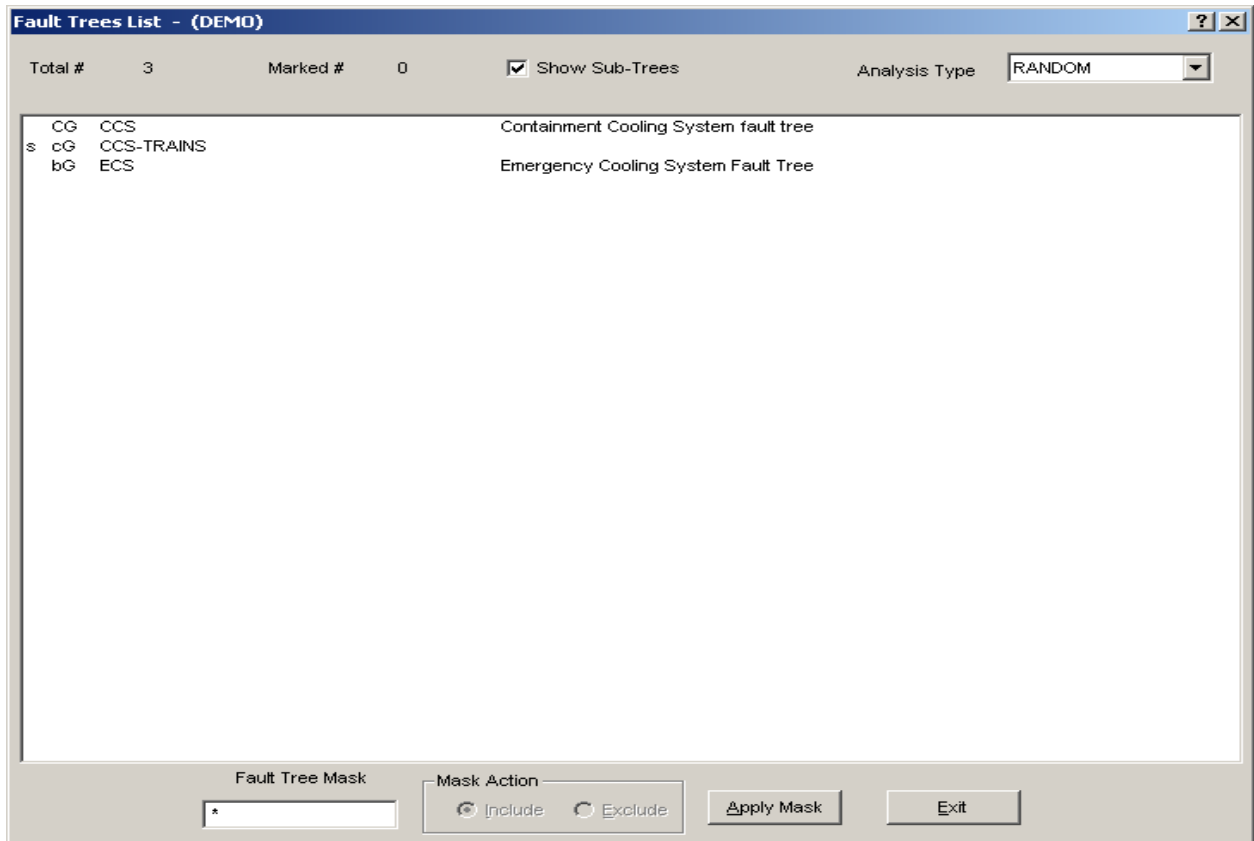 Fault Trees List - (DEMO)
Total # 3 Marked # 0 Show Sub-Trees Analysis Type RANDOM
CG CCS Containment Cooling System fault tree
s cG CCS-TRAINS
bG ECS Emergency Cooling System Fault Tree
Fault Tree Mask Mask Action
* Include Exclude Apply Mask Exit